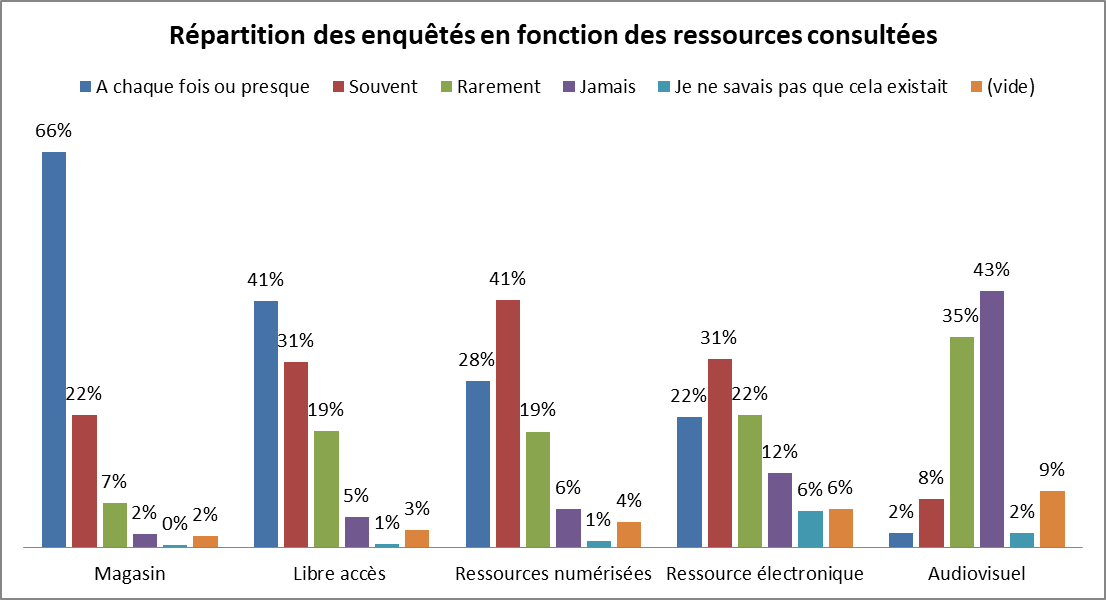 Répartition des enquêtés en fonction des ressources consultées
A chaque fois ou presque Souvent Rarement Jamais Je ne savais pas que cela existait (vide)
66% 22% 7% 2% 0% 2%
41% 31% 19% 5% 1% 3%
28% 41% 19% 6% 1% 4%
22% 31% 22% 12% 6% 6%
2% 8% 35% 43% 2% 9%
Magasin Libre accès Ressources numérisées Ressource électronique Audiovisuel